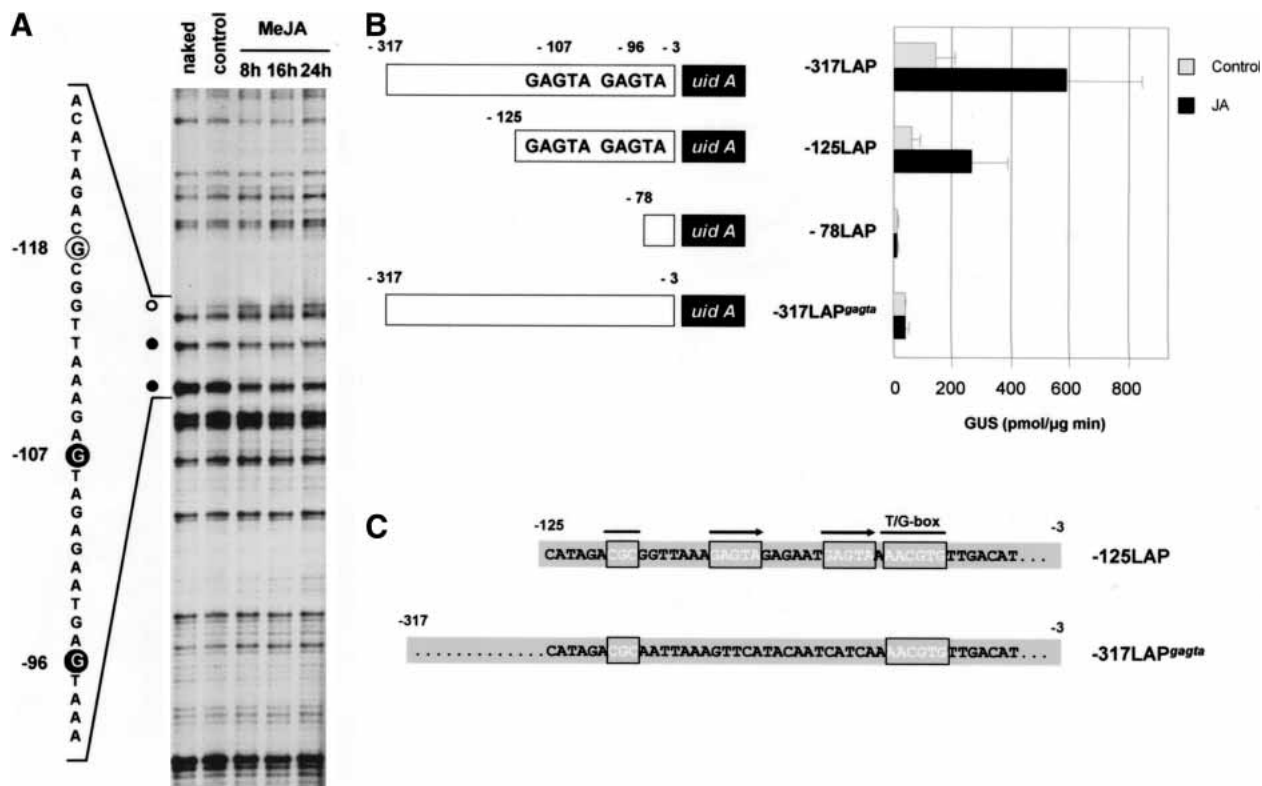 A
naked
control
MeJA
8h 16h 24h
A
C
A
T
A
G
A
C
-118 G
C
G
G
T
T
A
A
A
G
A
-107 G
T
A
G
A
G
A
A
T
G
A
-96 G
T
A
A
A
B
- 317 - 107 - 96 - 3
GAGTA GAGTA uid A
- 125
GAGTA GAGTA uid A
- 78
uid A
- 317 - 3
uid A
-317LAP
-125LAP
- 78LAP
-317LAPgagta
Control
JA
0 200 400 600 800
GUS (pmol/µg min)
C
-125 T/G-box -3
CATAGACGCGGTTAAAGAGTAGAGAATGAGTAAAACGTGTTGACAT... -125LAP
-317 -3
.............CATAGACGCAATTAAAGTTCATACAATCATCAAAACGTGTTGACAT... -317LAPgagta